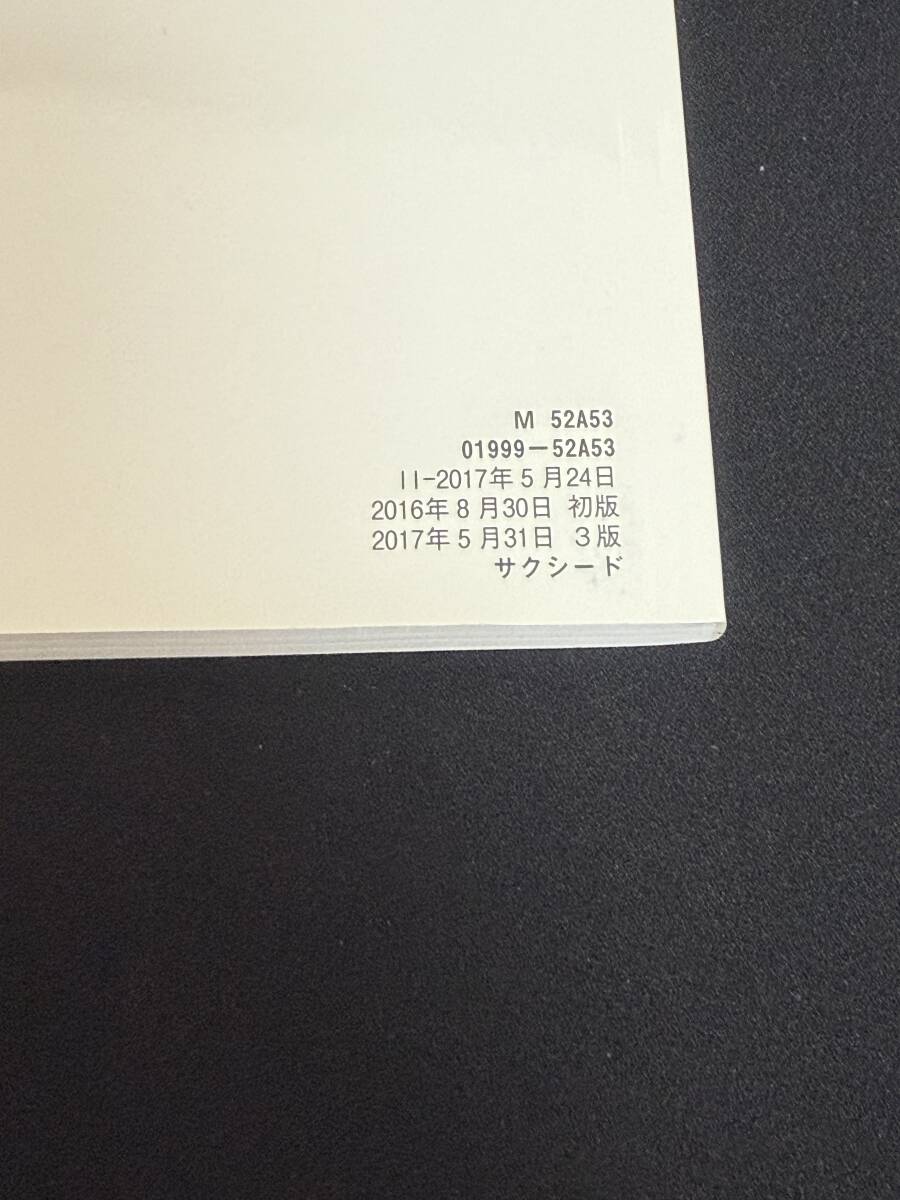 M 52A53
01999-52A53
II-2017年5月24日
2016年8月30日 初版
2017年5月31日 3版
サクシード